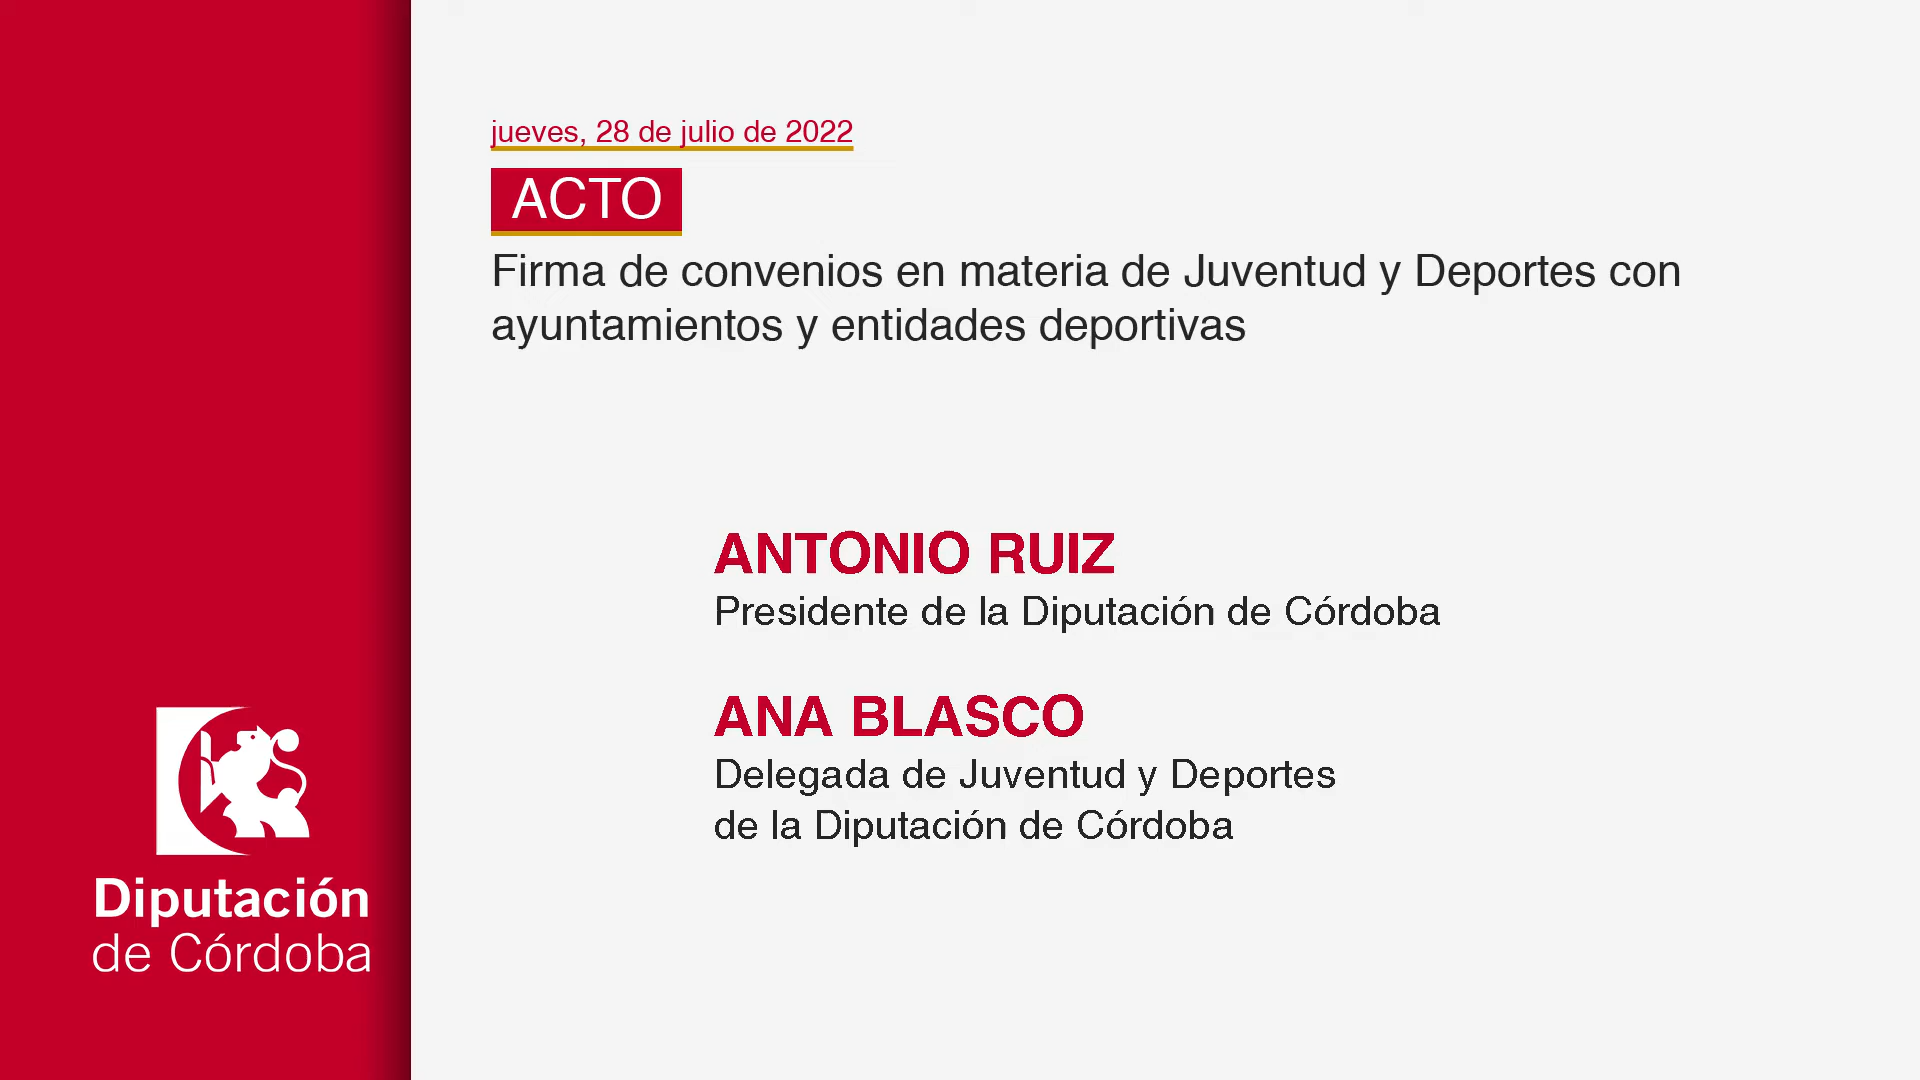 jueves, 28 de julio de 2022
ACTO
Firma de convenios en materia de Juventud y Deportes con
ayuntamientos y entidades deportivas
ANTONIO RUIZ
Presidente de la Diputación de Córdoba
ANA BLASCO
Delegada de Juventud y Deportes
de la Diputación de Córdoba
Diputación
de Córdoba